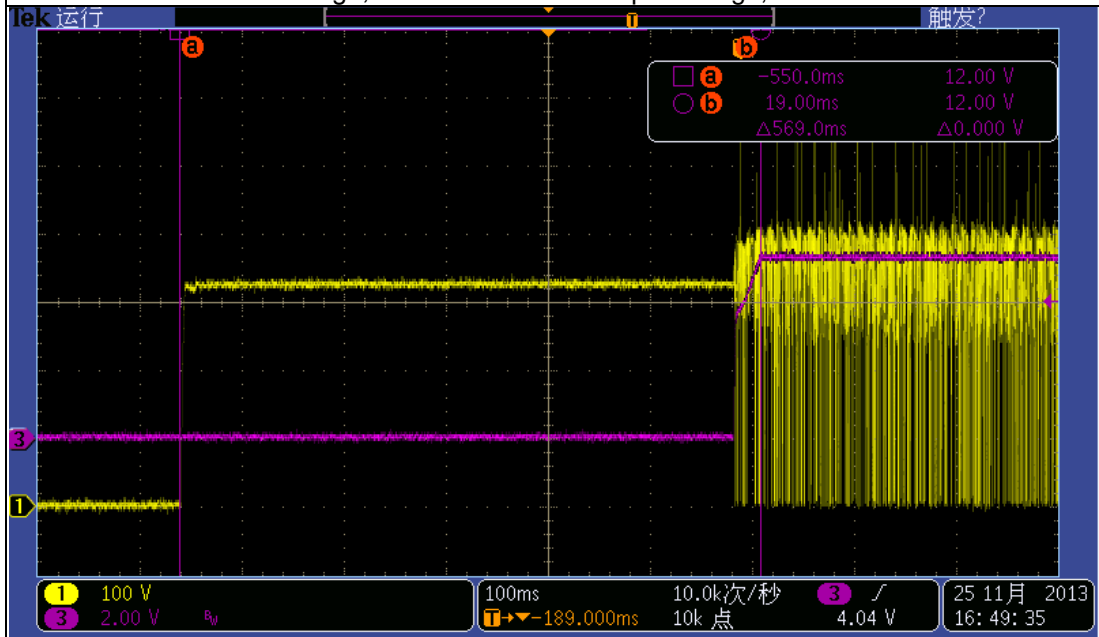 Tek 运行
T
触发?
a
b
a -550.0ms 12.00 V
b 19.00ms 12.00 V
△569.0ms △0.000 V
3
1
1 100 V
3 2.00 V BW
100ms 10.0k次/秒 3 4.04 V
T→▼-189.000ms 10k 点
25 11月 2013
16:49:35